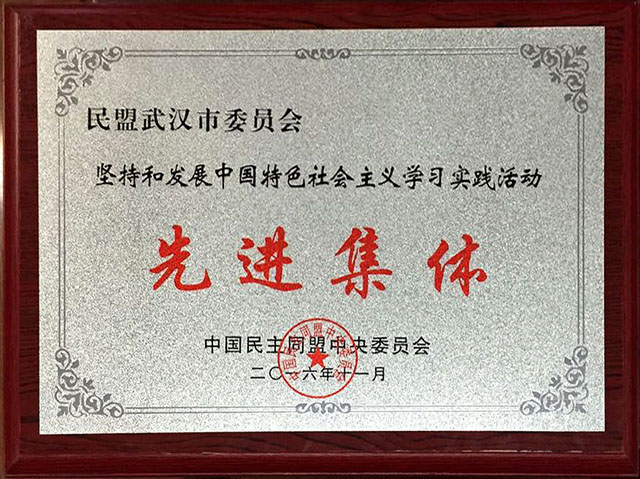 民盟武汉市委员会
坚持和发展中国特色社会主义学习实践活动
先进集体
中国民主同盟中央委员会
二〇一六年十一月